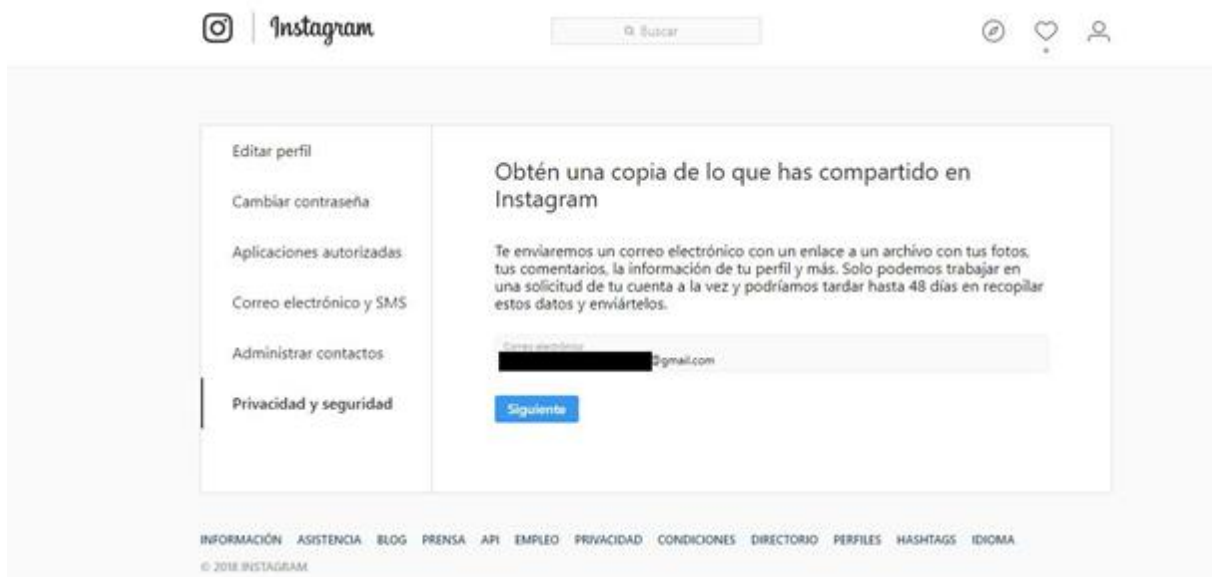 Instagram
Buscar
Editar perfil
Cambiar contraseña
Aplicaciones autorizadas
Correo electrónico y SMS
Administrar contactos
Privacidad y seguridad
Obtén una copia de lo que has compartido en
Instagram
Te enviaremos un correo electrónico con un enlace a un archivo con tus fotos,
tus comentarios, la información de tu perfil y más. Solo podemos trabajar en
una solicitud de tu cuenta a la vez y podríamos tardar hasta 48 días en recopilar
estos datos y enviártelos.
Correo electrónico
@gmail.com
Siguiente
INFORMACIÓN ASISTENCIA BLOG PRENSA API EMPLEO PRIVACIDAD CONDICIONES DIRECTORIO PERFILES HASHTAGS IDIOMA
© 2018 INSTAGRAM